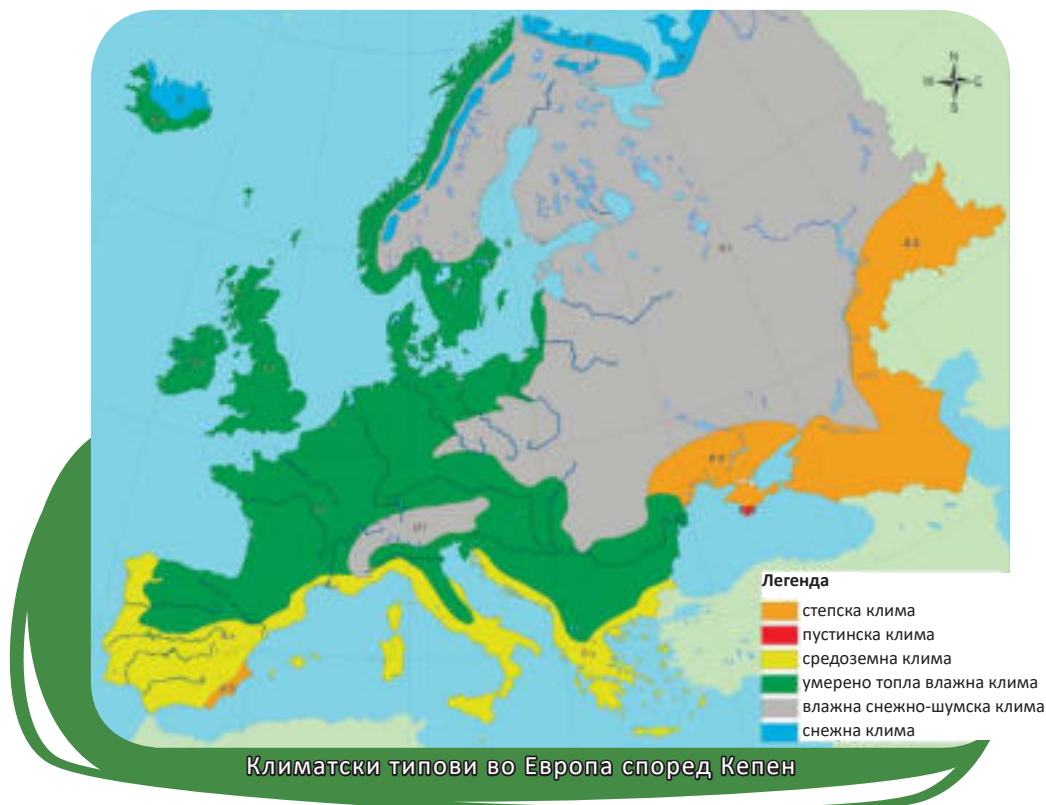 N
S
Легенда
степска клима
пустинска клима
средоземна клима
умерено топла влажна клима
влажна снежно-шумска клима
снежна клима
Климатски типови во Европа според Кепен